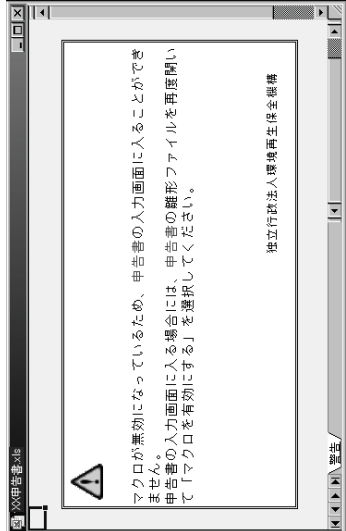 XX申告書.xls
マクロが無効になっているため、申告書の入力画面に入ることができ
ません。
申告書の入力画面に入る場合には、申告書の雛形ファイルを再度開い
て「マクロを有効にする」を選択してください。
独立行政法人環境再生保全機構
警告